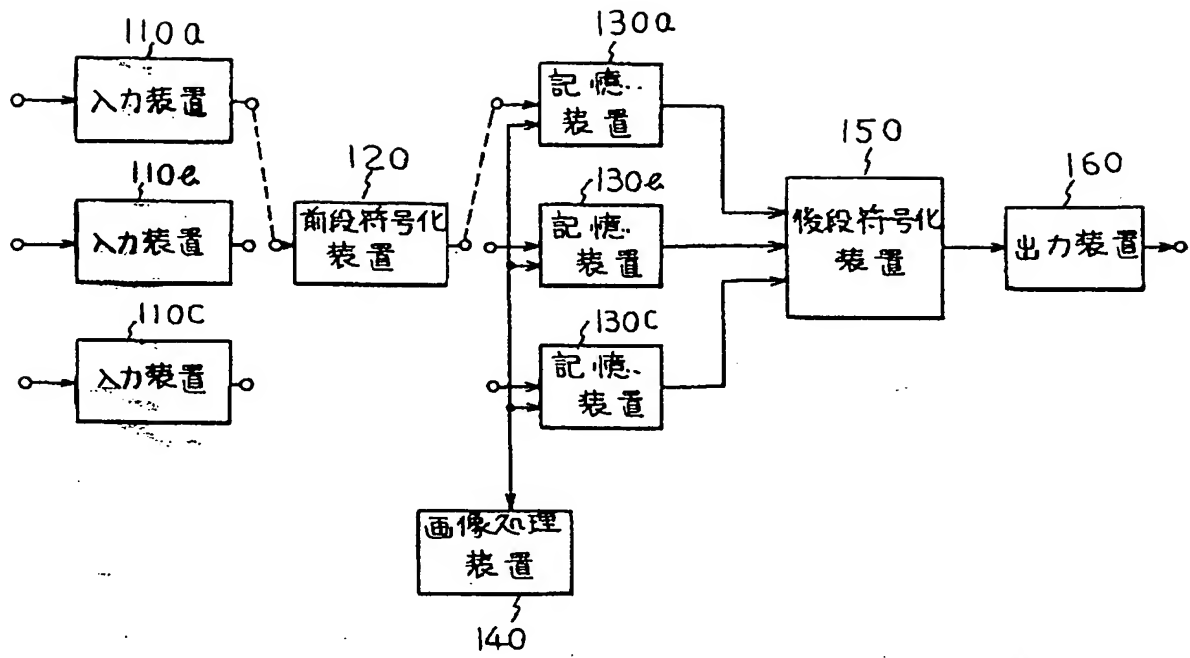 110a
入力装置
110e
入力装置
110c
入力装置
120
前段符号化
装置
130a
記憶
装置
130e
記憶
装置
130c
記憶
装置
画像処理
装置
140
150
後段符号化
装置
160
出力装置